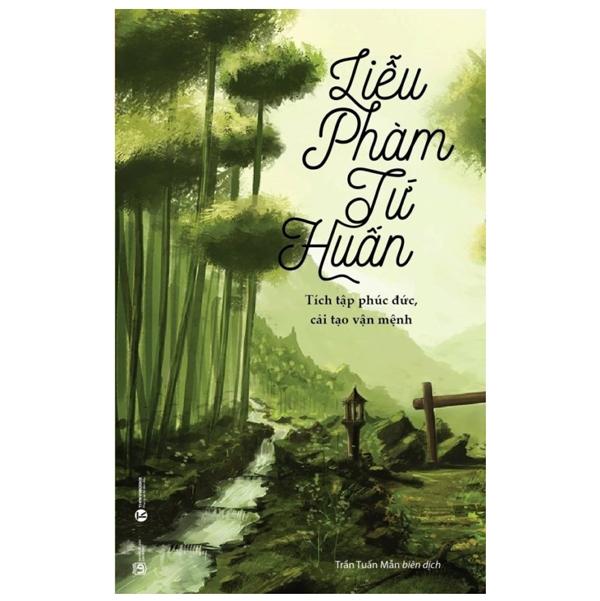 Liễu
Phàm
Tứ
Huấn
Tích tập phúc đức,
cải tạo vận mệnh
Trần Tuấn Mẫn biên dịch